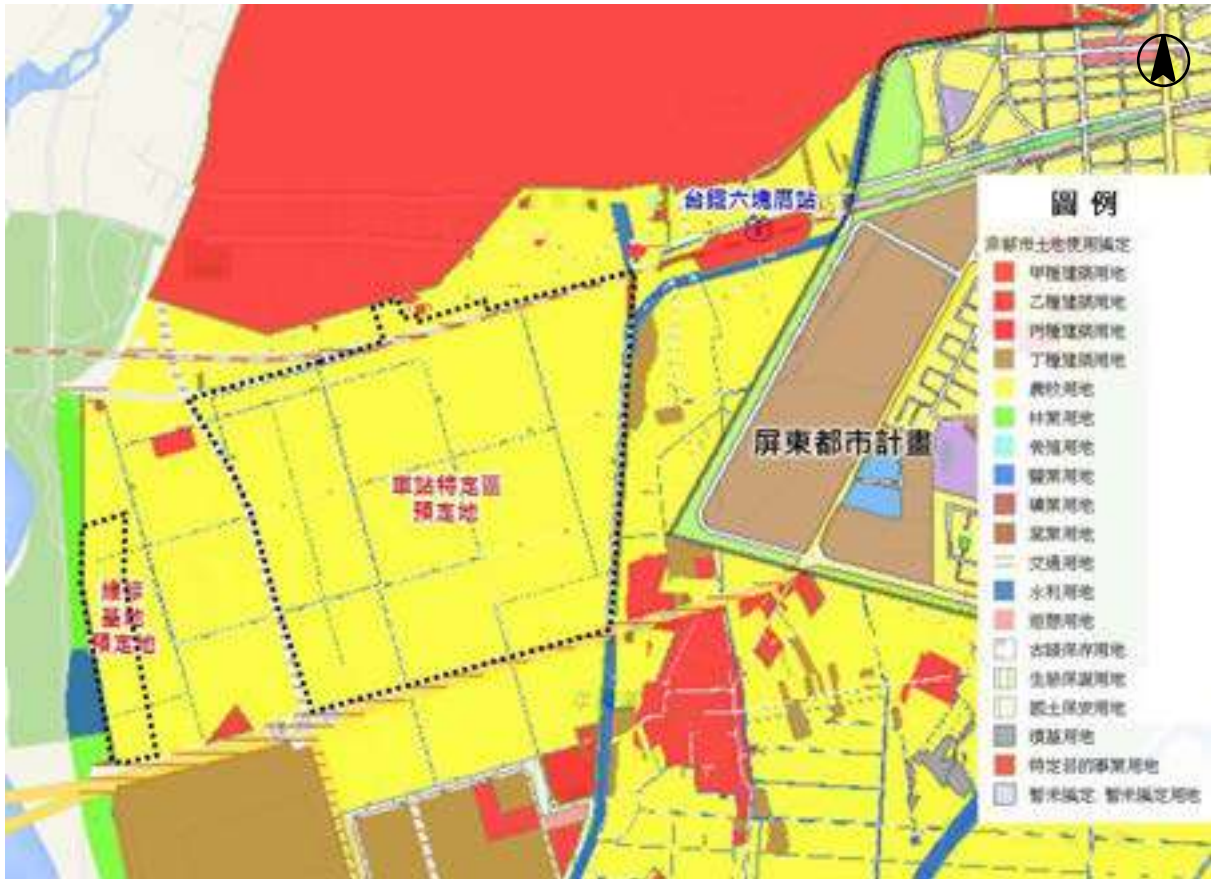 台鐵六塊厝站
圖例
非都市土地使用編定
甲種建築用地
乙種建築用地
丙種建築用地
丁種建築用地
農牧用地
林業用地
養殖用地
鹽業用地
礦業用地
窯業用地
交通用地
水利用地
遊憩用地
古蹟保存用地
生態保護用地
國土保安用地
墳墓用地
特定目的事業用地
暫未編定 暫未編定用地
屏東都市計畫
車站特定區
預定地
維修
基地
預定地